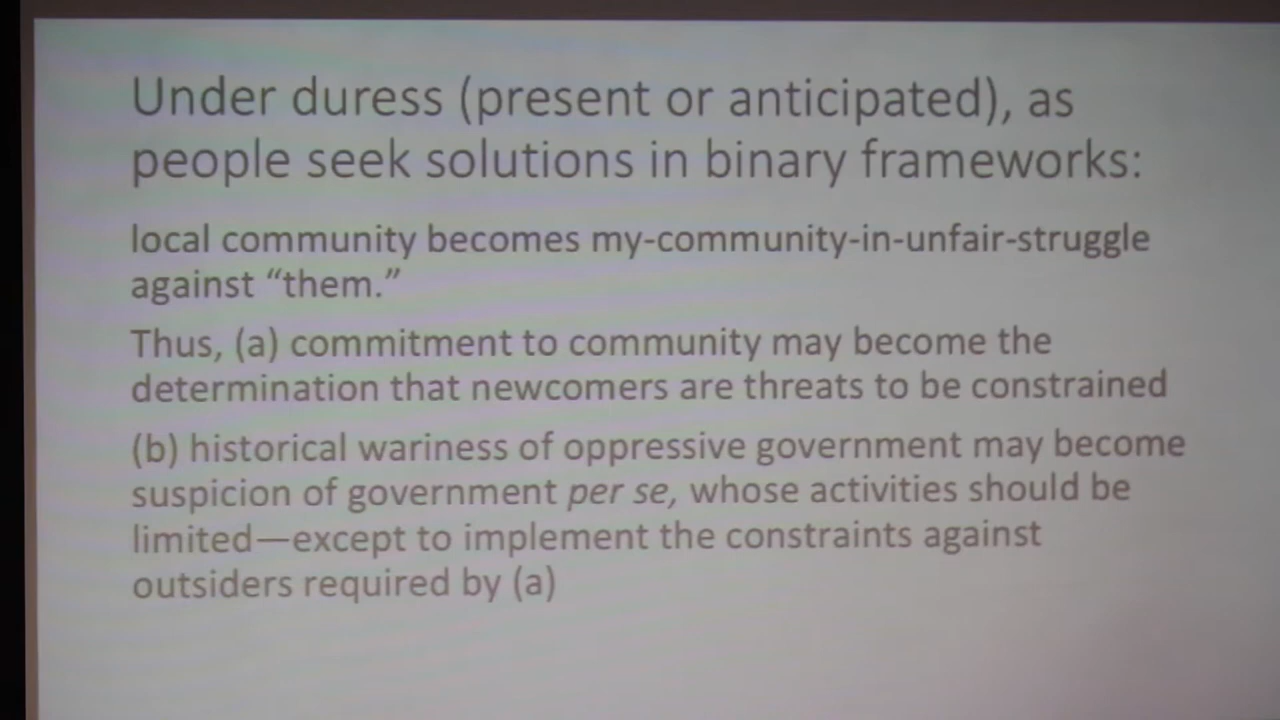 Under duress (present or anticipated), as
people seek solutions in binary frameworks:
local community becomes my-community-in-unfair-struggle
against “them.”
Thus, (a) commitment to community may become the
determination that newcomers are threats to be constrained
(b) historical wariness of oppressive government may become
suspicion of government per se, whose activities should be
limited—except to implement the constraints against
outsiders required by (a)